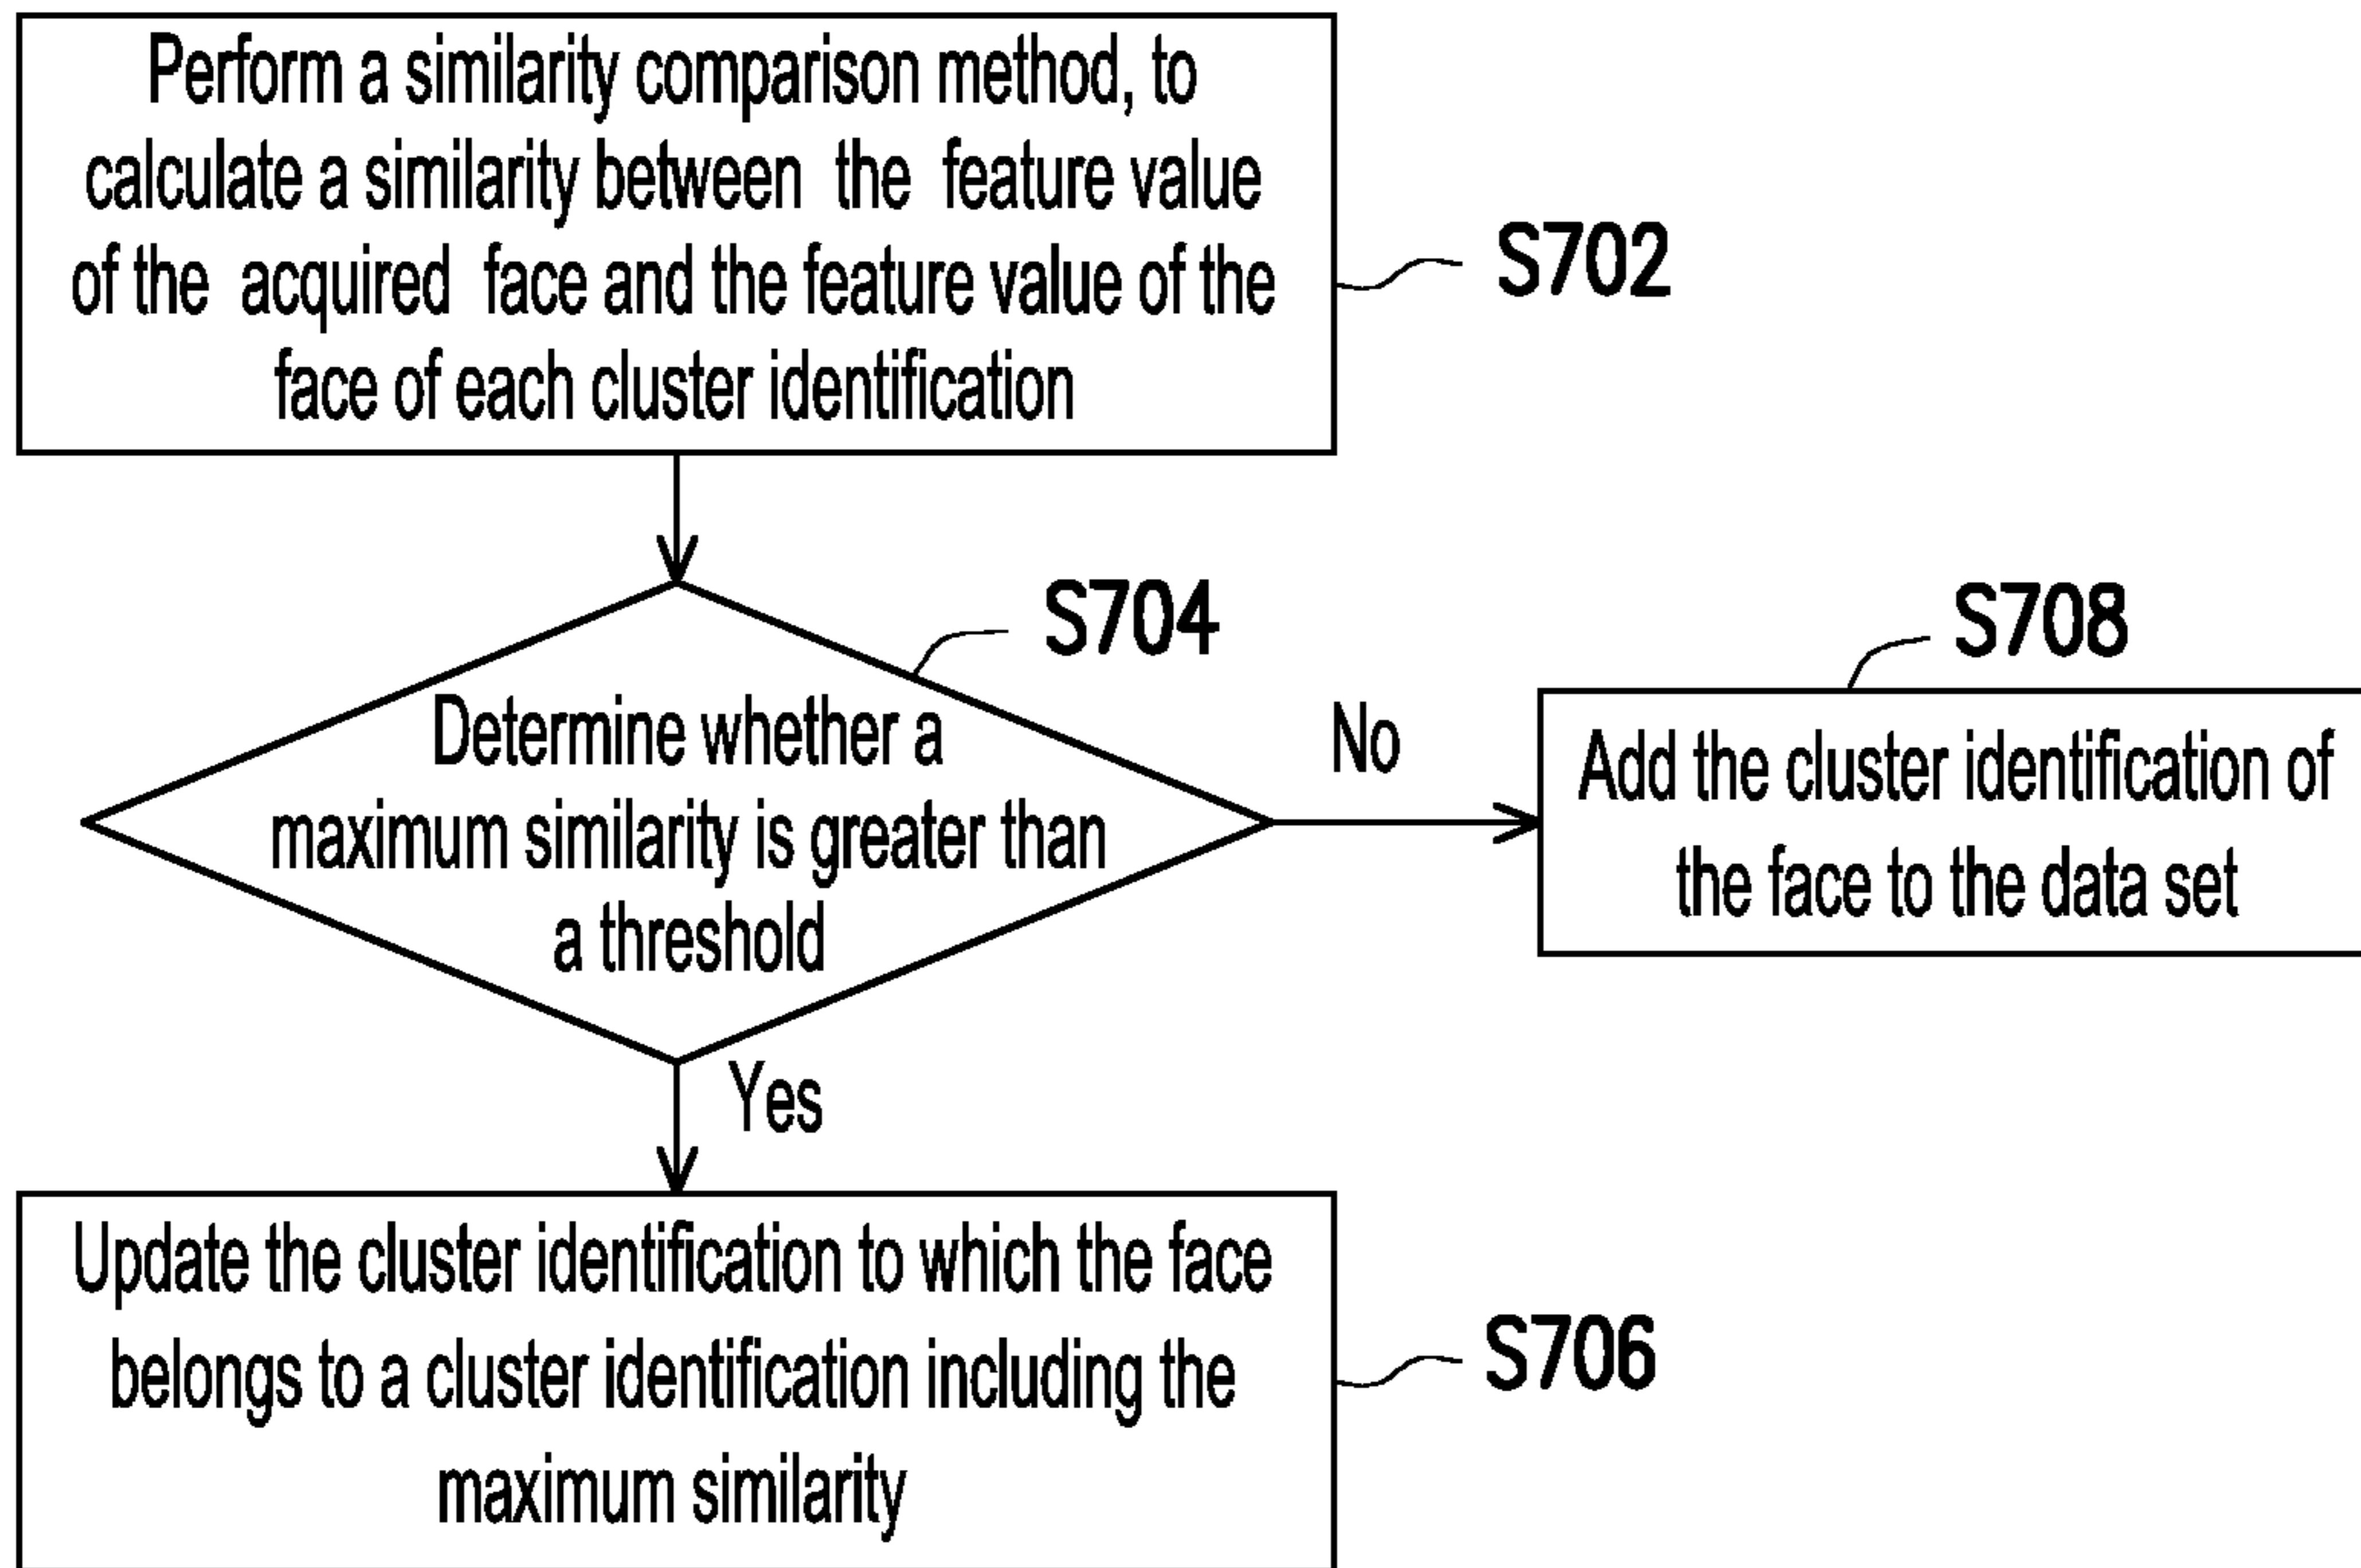 Perform a similarity comparison method, to
calculate a similarity between the feature value
of the acquired face and the feature value of the
face of each cluster identification
S702
S704
Determine whether a
maximum similarity is greater than
a threshold
No
S708
Add the cluster identification of
the face to the data set
Yes
Update the cluster identification to which the face
belongs to a cluster identification including the
maximum similarity
S706